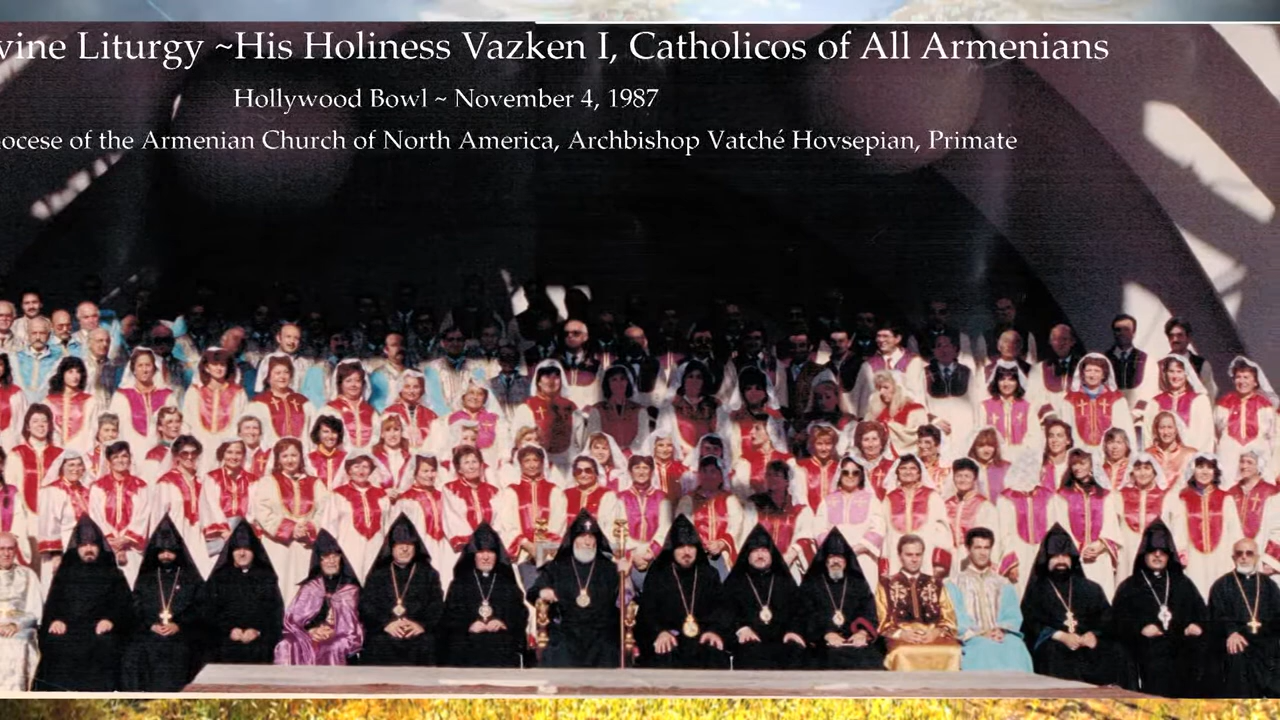 vine Liturgy ~His Holiness Vazken I, Catholicos of All Armenians
Hollywood Bowl ~ November 4, 1987
ocese of the Armenian Church of North America, Archbishop Vatché Hovsepian, Primate